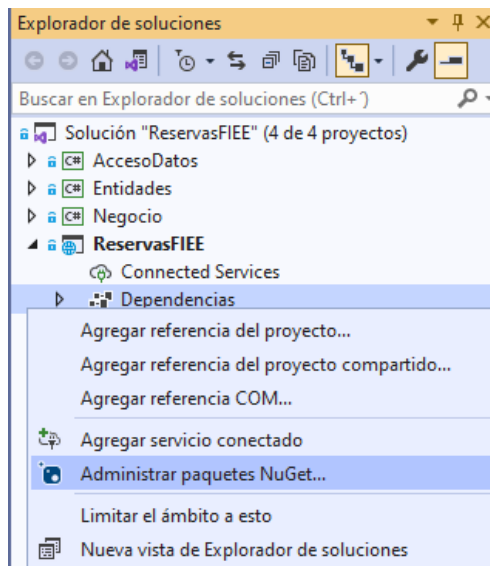 Explorador de soluciones
Buscar en Explorador de soluciones (Ctrl+´)
Solución "ReservasFIEE" (4 de 4 proyectos)
C# AccesoDatos
C# Entidades
C# Negocio
ReservasFIEE
Connected Services
Dependencias
Agregar referencia del proyecto...
Agregar referencia del proyecto compartido...
Agregar referencia COM...
Agregar servicio conectado
Administrar paquetes NuGet...
Limitar el ámbito a esto
Nueva vista de Explorador de soluciones